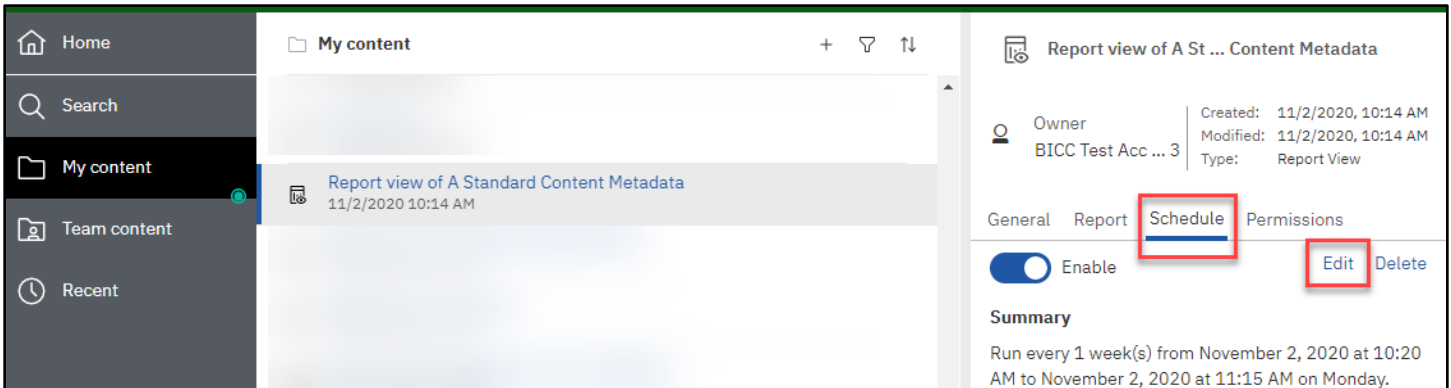 Home
Search
My content
Team content
Recent
My content
Report view of A Standard Content Metadata
11/2/2020 10:14 AM
Report view of A St ... Content Metadata
Owner
BICC Test Acc ... 3
Created: 11/2/2020, 10:14 AM
Modified: 11/2/2020, 10:14 AM
Type: Report View
General Report Schedule Permissions
Enable Edit Delete
Summary
Run every 1 week(s) from November 2, 2020 at 10:20
AM to November 2, 2020 at 11:15 AM on Monday.